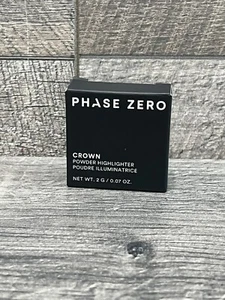 PHASE ZERO
CROWN
POWDER HIGHLIGHTER
POUDRE ILLUMINATRICE
NET WT. 2 G / 0.07 OZ.